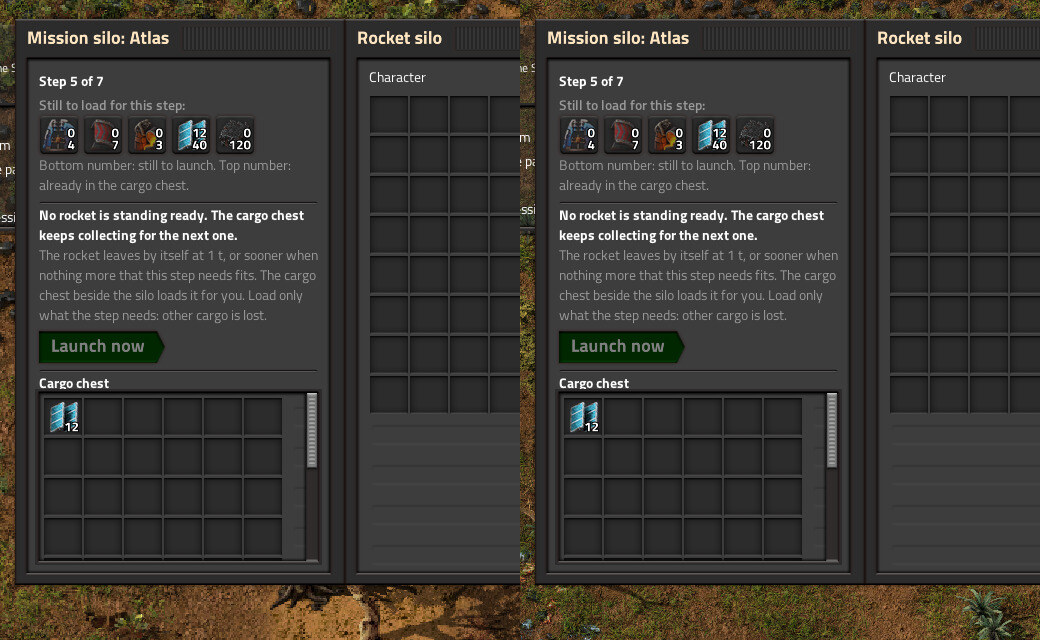 Mission silo: Atlas
Step 5 of 7
Still to load for this step:
0 0 0 12 0
4 7 3 40 120
Bottom number: still to launch. Top number:
already in the cargo chest.
No rocket is standing ready. The cargo chest
keeps collecting for the next one.
The rocket leaves by itself at 1 t, or sooner when
nothing more that this step needs fits. The cargo
chest beside the silo loads it for you. Load only
what the step needs: other cargo is lost.
Launch now
Cargo chest
12
Rocket silo
Character
Mission silo: Atlas
Step 5 of 7
Still to load for this step:
0 0 0 12 0
4 7 3 40 120
Bottom number: still to launch. Top number:
already in the cargo chest.
No rocket is standing ready. The cargo chest
keeps collecting for the next one.
The rocket leaves by itself at 1 t, or sooner when
nothing more that this step needs fits. The cargo
chest beside the silo loads it for you. Load only
what the step needs: other cargo is lost.
Launch now
Cargo chest
12
Rocket silo
Character